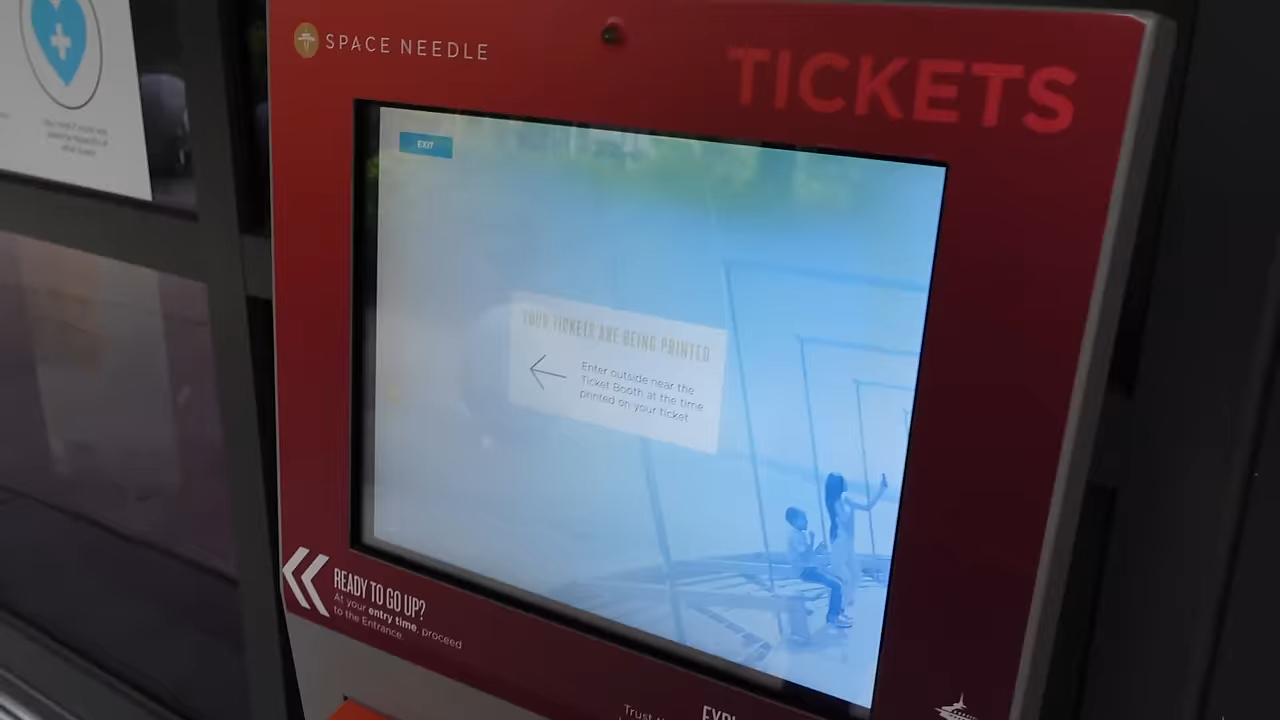 SPACE NEEDLE
TICKETS
EXIT
YOUR TICKETS ARE BEING PRINTED
Enter outside near the
Ticket Booth at the time
printed on your ticket
READY TO GO UP?
At your entry time, proceed
to the Entrance.
Trust